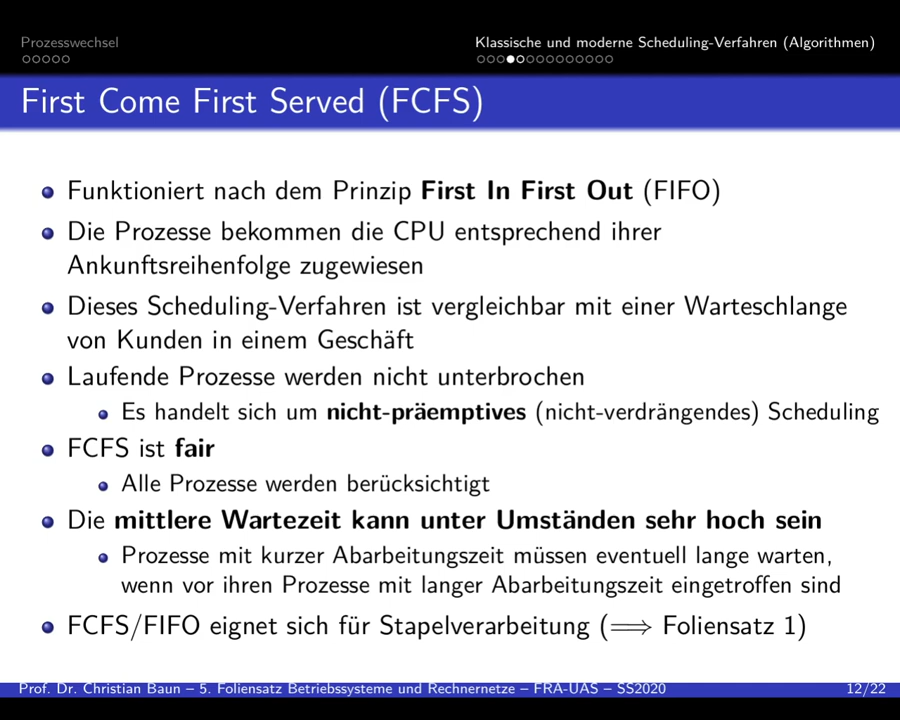 Prozesswechsel
Klassische und moderne Scheduling-Verfahren (Algorithmen)
First Come First Served (FCFS)
Funktioniert nach dem Prinzip First In First Out (FIFO)
Die Prozesse bekommen die CPU entsprechend ihrer
Ankunftsreihenfolge zugewiesen
Dieses Scheduling-Verfahren ist vergleichbar mit einer Warteschlange
von Kunden in einem Geschäft
Laufende Prozesse werden nicht unterbrochen
Es handelt sich um nicht-präemptives (nicht-verdrängendes) Scheduling
FCFS ist fair
Alle Prozesse werden berücksichtigt
Die mittlere Wartezeit kann unter Umständen sehr hoch sein
Prozesse mit kurzer Abarbeitungszeit müssen eventuell lange warten,
wenn vor ihren Prozesse mit langer Abarbeitungszeit eingetroffen sind
FCFS/FIFO eignet sich für Stapelverarbeitung (⟹ Foliensatz 1)
Prof. Dr. Christian Baun – 5. Foliensatz Betriebssysteme und Rechnernetze – FRA-UAS – SS2020
12/22